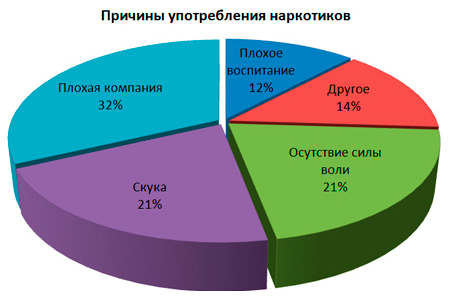 Причины употребления наркотиков
Плохое
воспитание
12%
Другое
14%
Осутствие силы
воли
21%
Скука
21%
Плохая компания
32%